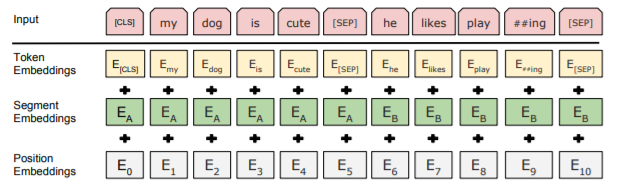 Input [CLS] my dog is cute [SEP] he likes play ##ing [SEP]
Token
Embeddings E[CLS] Emy Edog Eis Ecute E[SEP] Ehe Elikes Eplay E##ing E[SEP]
+ + + + + + + + + + +
Segment
Embeddings EA EA EA EA EA EA EB EB EB EB EB
+ + + + + + + + + + +
Position
Embeddings E0 E1 E2 E3 E4 E5 E6 E7 E8 E9 E10